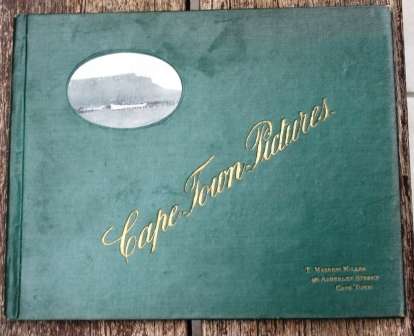 Cape Town Pictures.
T. Maskew Miller
Adderley Street
Cape Town